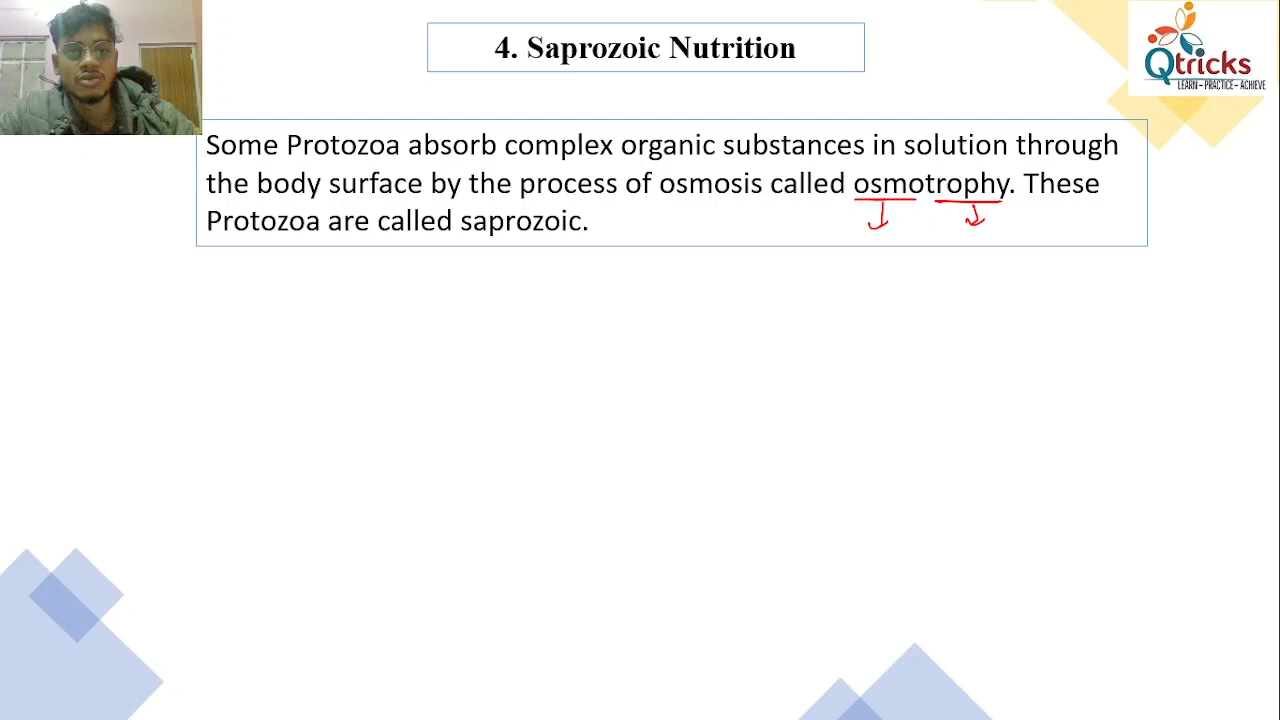 4. Saprozoic Nutrition
Qtricks
LEARN – PRACTICE – ACHIEVE
Some Protozoa absorb complex organic substances in solution through
the body surface by the process of osmosis called osmotrophy. These
Protozoa are called saprozoic.